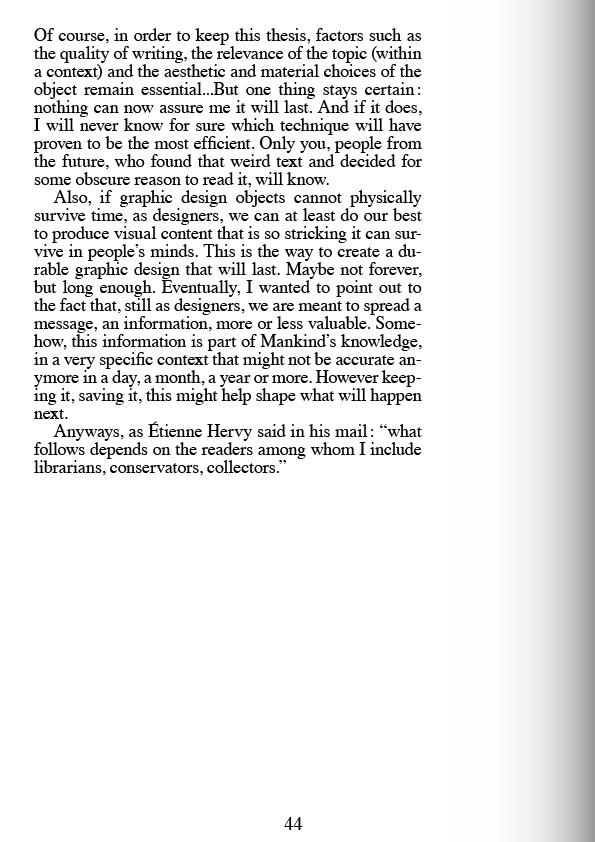 Of course, in order to keep this thesis, factors such as
the quality of writing, the relevance of the topic (within
a context) and the aesthetic and material choices of the
object remain essential...But one thing stays certain :
nothing can now assure me it will last. And if it does,
I will never know for sure which technique will have
proven to be the most efficient. Only you, people from
the future, who found that weird text and decided for
some obscure reason to read it, will know.
Also, if graphic design objects cannot physically
survive time, as designers, we can at least do our best
to produce visual content that is so stricking it can sur-
vive in people’s minds. This is the way to create a du-
rable graphic design that will last. Maybe not forever,
but long enough. Eventually, I wanted to point out to
the fact that, still as designers, we are meant to spread a
message, an information, more or less valuable. Some-
how, this information is part of Mankind’s knowledge,
in a very specific context that might not be accurate an-
ymore in a day, a month, a year or more. However keep-
ing it, saving it, this might help shape what will happen
next.
Anyways, as Étienne Hervy said in his mail : “what
follows depends on the readers among whom I include
librarians, conservators, collectors.”
44